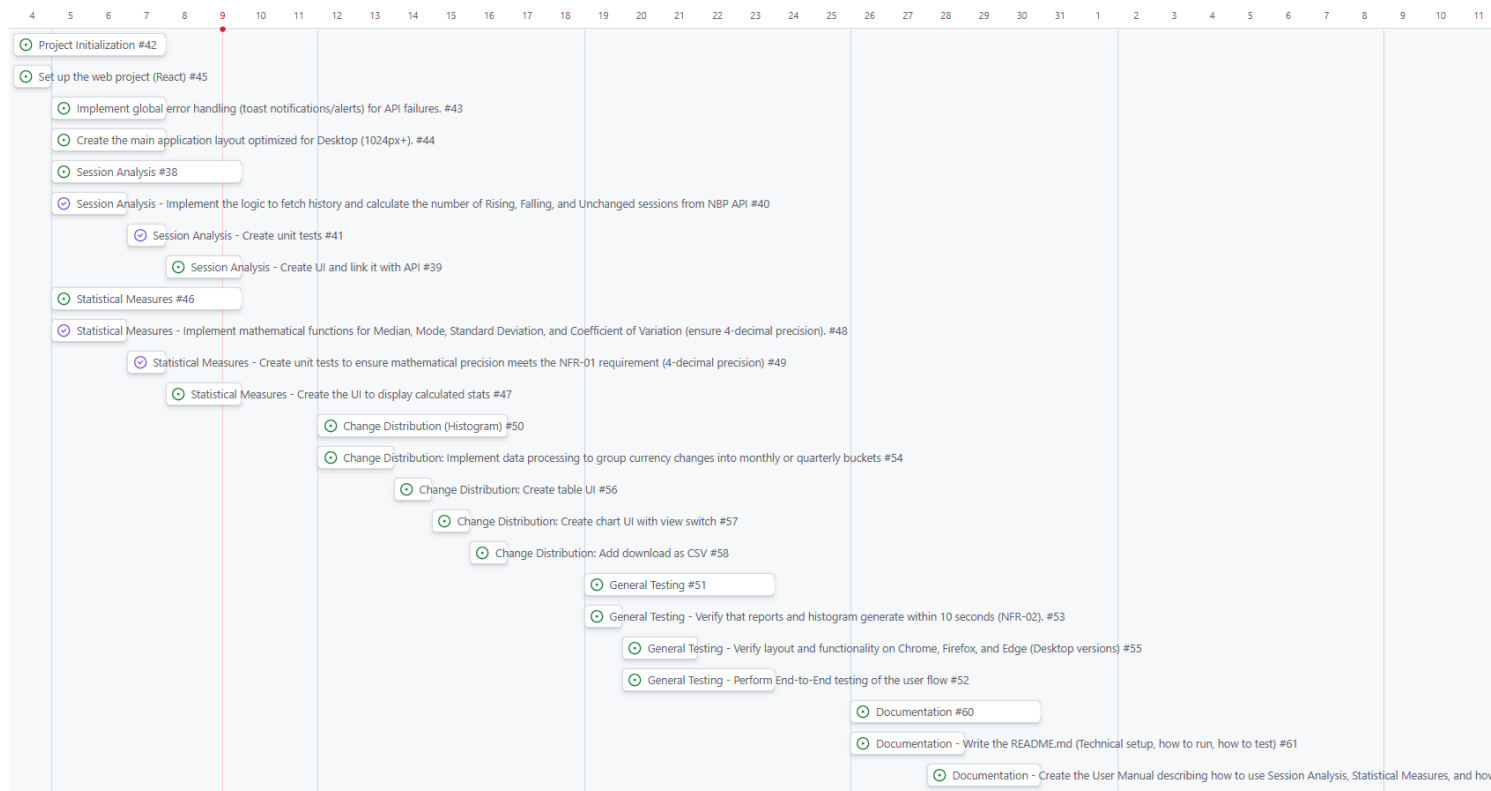 4 5 6 7 8 9 10 11 12 13 14 15 16 17 18 19 20 21 22 23 24 25 26 27 28 29 30 31 1 2 3 4 5 6 7 8 9 10 11
Project Initialization #42
Set up the web project (React) #45
Implement global error handling (toast notifications/alerts) for API failures. #43
Create the main application layout optimized for Desktop (1024px+). #44
Session Analysis #38
Session Analysis - Implement the logic to fetch history and calculate the number of Rising, Falling, and Unchanged sessions from NBP API #40
Session Analysis - Create unit tests #41
Session Analysis - Create UI and link it with API #39
Statistical Measures #46
Statistical Measures - Implement mathematical functions for Median, Mode, Standard Deviation, and Coefficient of Variation (ensure 4-decimal precision). #48
Statistical Measures - Create unit tests to ensure mathematical precision meets the NFR-01 requirement (4-decimal precision) #49
Statistical Measures - Create the UI to display calculated stats #47
Change Distribution (Histogram) #50
Change Distribution: Implement data processing to group currency changes into monthly or quarterly buckets #54
Change Distribution: Create table UI #56
Change Distribution: Create chart UI with view switch #57
Change Distribution: Add download as CSV #58
General Testing #51
General Testing - Verify that reports and histogram generate within 10 seconds (NFR-02). #53
General Testing - Verify layout and functionality on Chrome, Firefox, and Edge (Desktop versions) #55
General Testing - Perform End-to-End testing of the user flow #52
Documentation #60
Documentation - Write the README.md (Technical setup, how to run, how to test) #61
Documentation - Create the User Manual describing how to use Session Analysis, Statistical Measures, and how